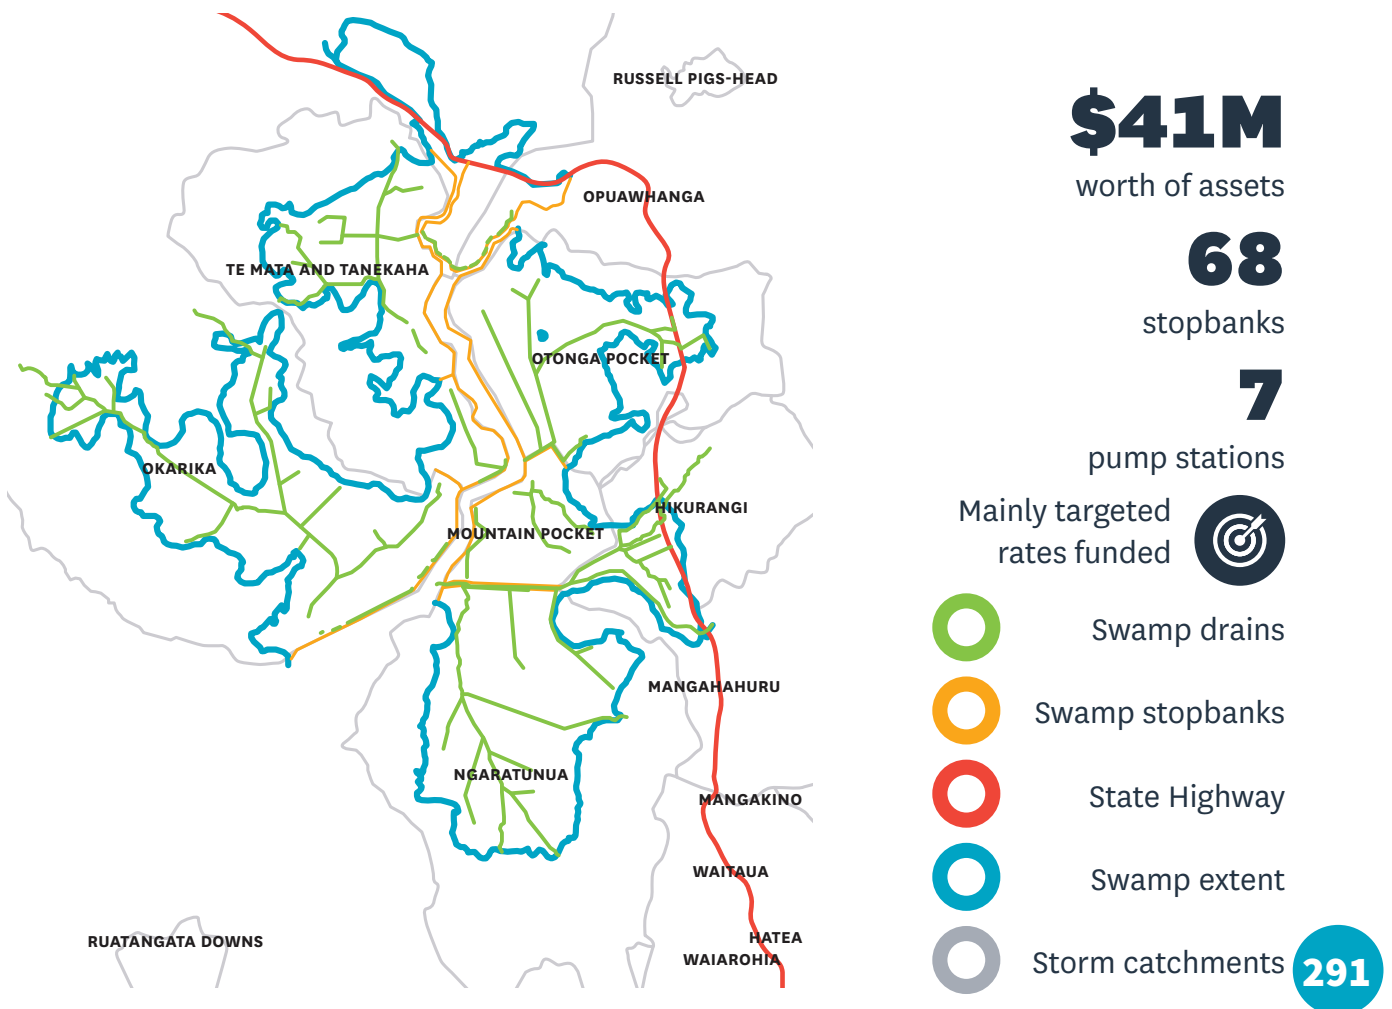 RUSSELL PIGS-HEAD
OPUAWHANGA
TE MATA AND TANEKAHA
OTONGA POCKET
OKARIKA
HIKURANGI
MOUNTAIN POCKET
MANGAHAHURU
NGARATUNUA
MANGAKINO
WAITAUA
HATEA
RUATANGATA DOWNS
WAIAROHIA
$41M
worth of assets
68
stopbanks
7
pump stations
Mainly targeted
rates funded
Swamp drains
Swamp stopbanks
State Highway
Swamp extent
Storm catchments
291